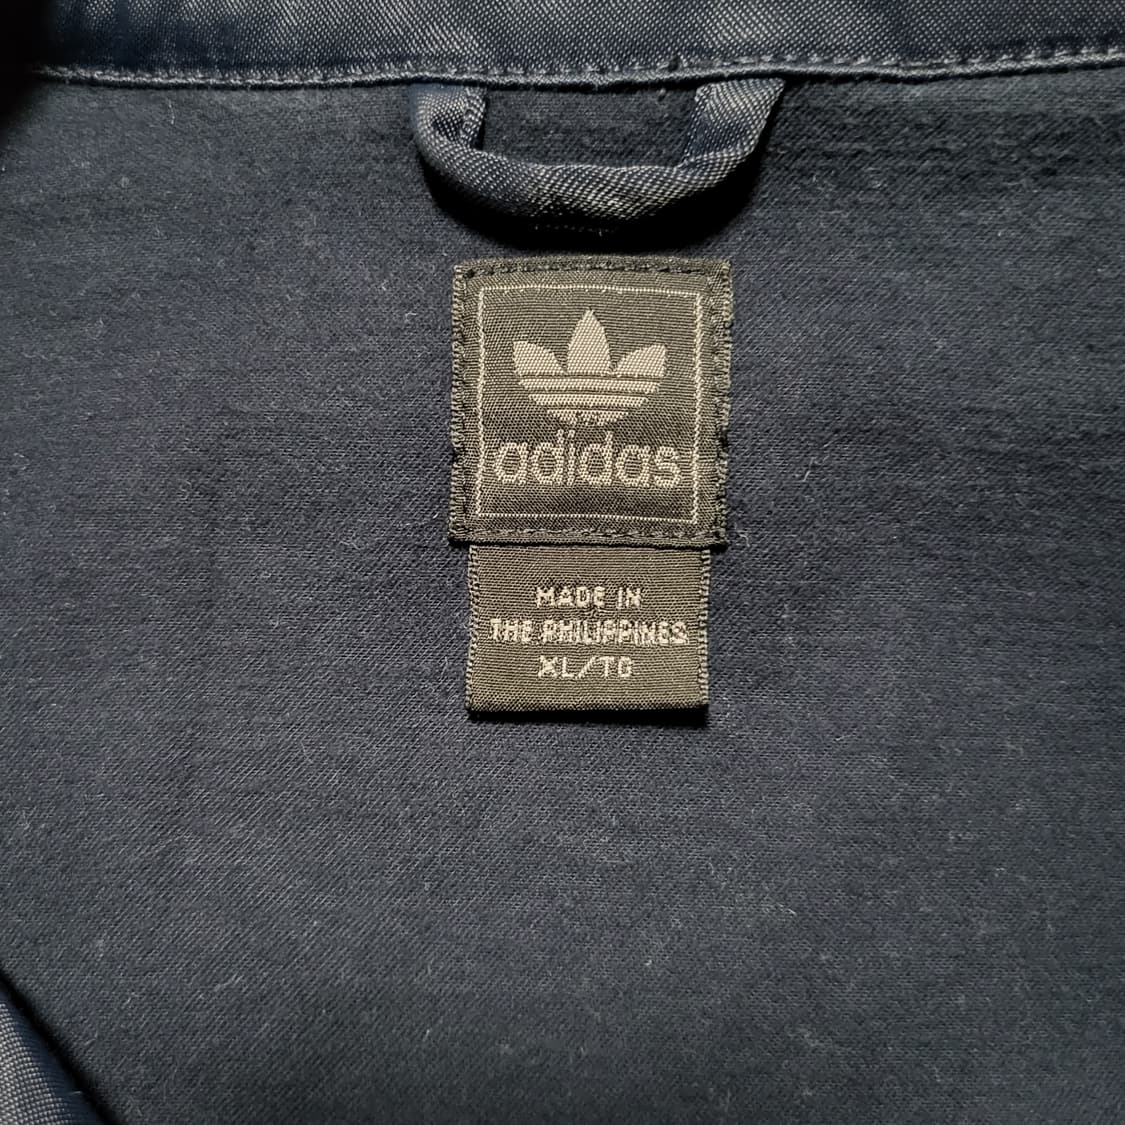 adidas
MADE IN
THE PHILIPPINES
XL/TG